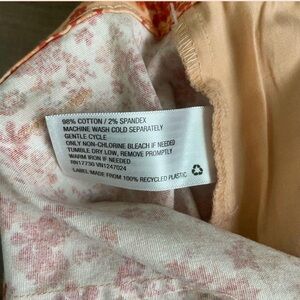 98% COTTON / 2% SPANDEX
MACHINE WASH COLD SEPARATELY
GENTLE CYCLE
ONLY NON-CHLORINE BLEACH IF NEEDED
TUMBLE DRY LOW, REMOVE PROMPTLY
WARM IRON IF NEEDED
RN17730 VN1247024
LABEL MADE FROM 100% RECYCLED PLASTIC